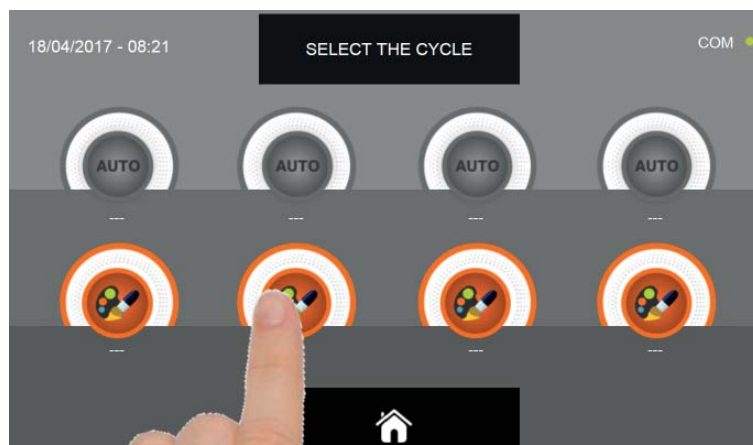 18/04/2017 - 08:21
SELECT THE CYCLE
COM
AUTO AUTO AUTO AUTO
--- --- --- ---
--- --- --- ---